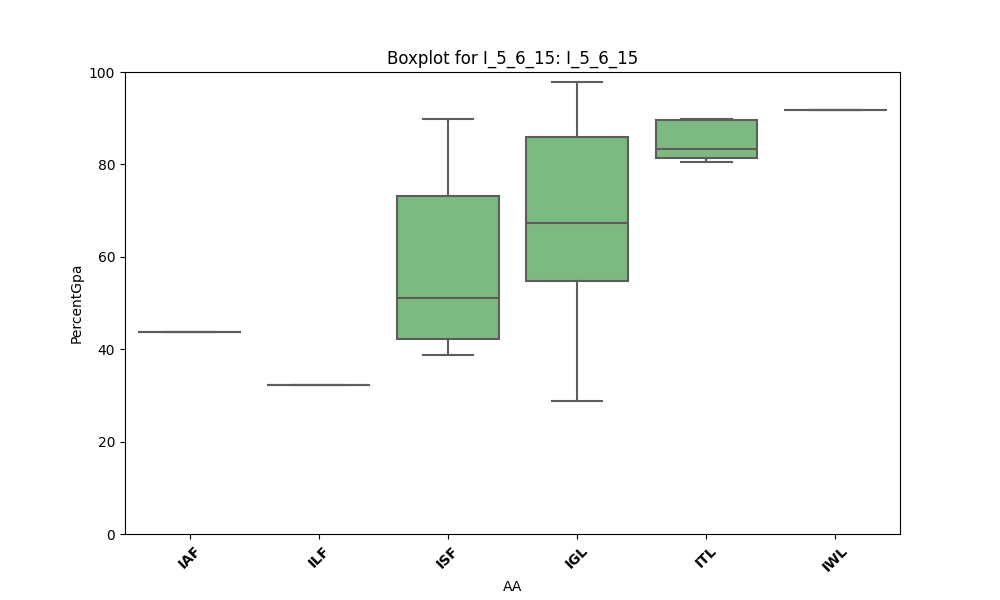 Boxplot for I_5_6_15: I_5_6_15
PercentGpa
100
80
60
40
20
0
IAF
ILF
ISF
IGL
ITL
IWL
AA